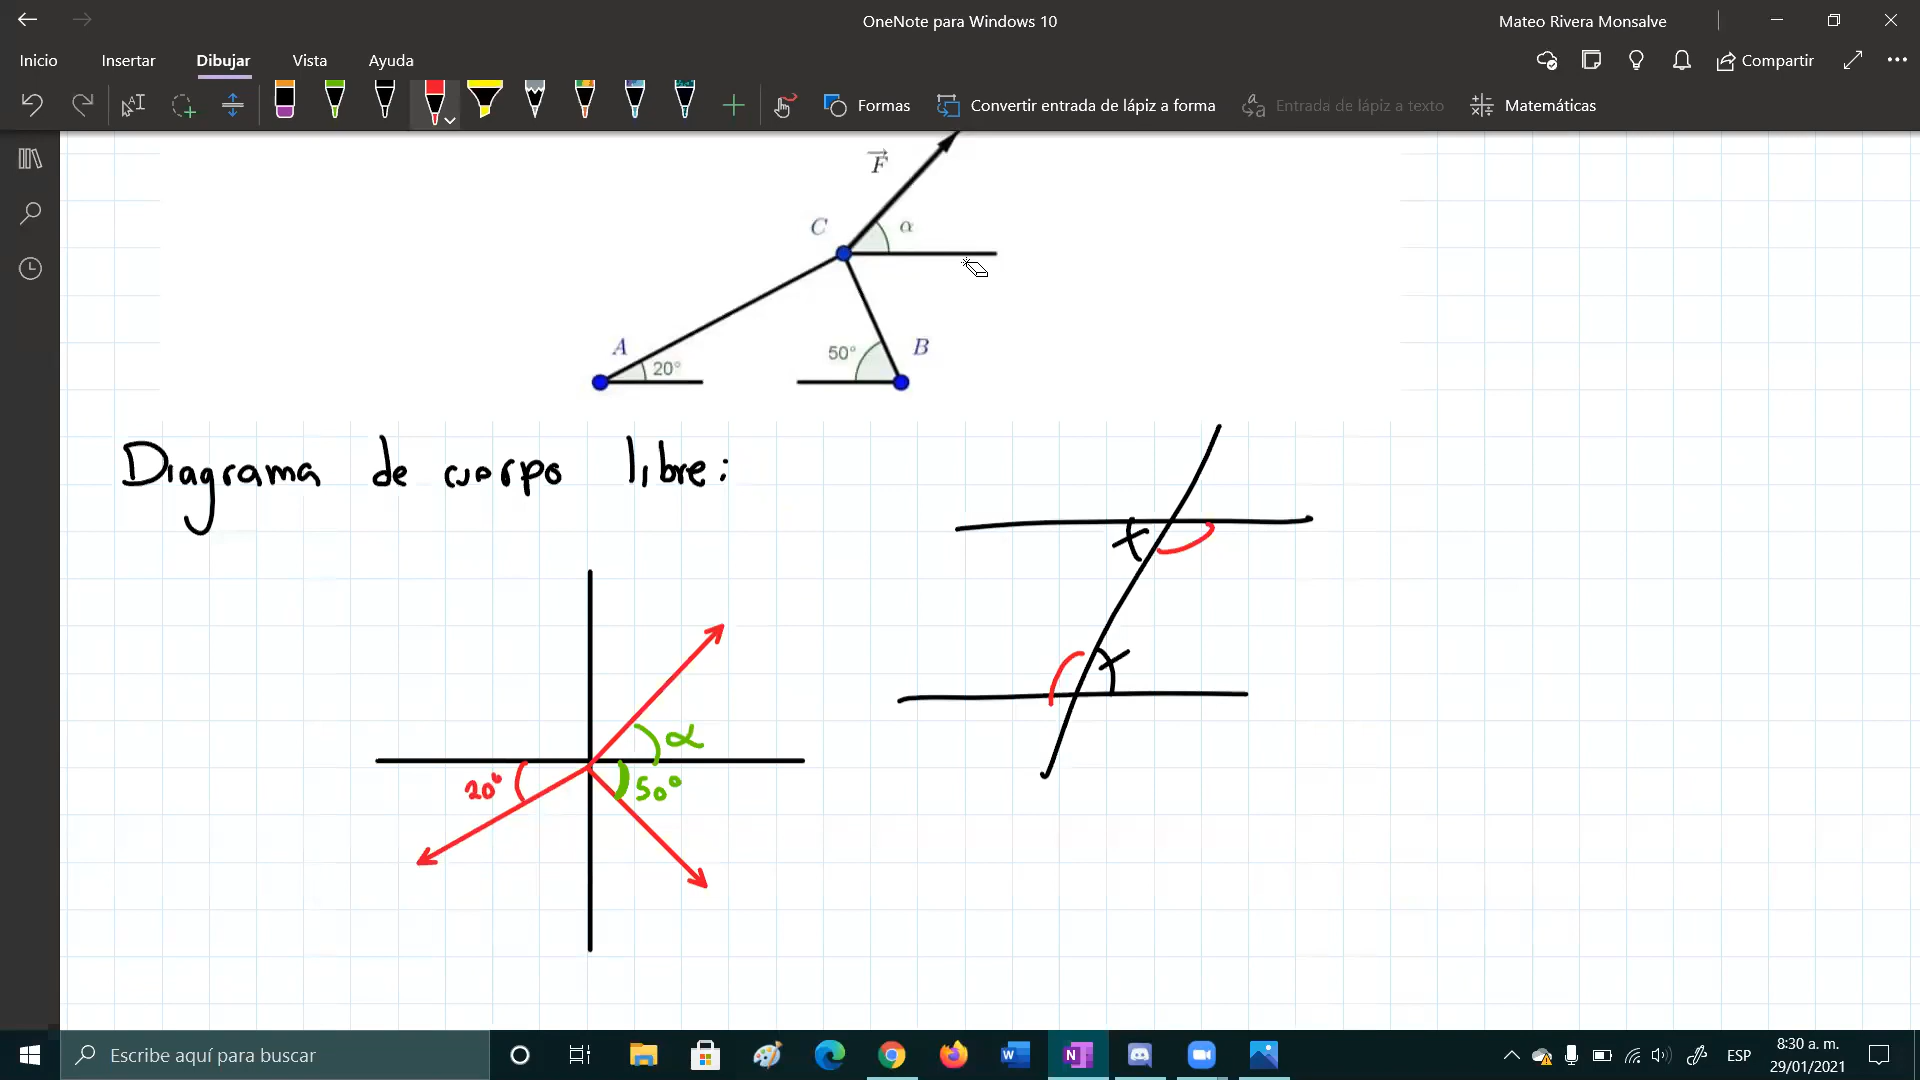 OneNote para Windows 10
Mateo Rivera Monsalve
Inicio Insertar Dibujar Vista Ayuda
Compartir
Formas
Convertir entrada de lápiz a forma
Entrada de lápiz a texto
Matemáticas
F
C α
A 20°
50° B
Diagrama de cuerpo libre:
α
20° 50°
Escribe aquí para buscar
ESP
8:30 a. m.
29/01/2021